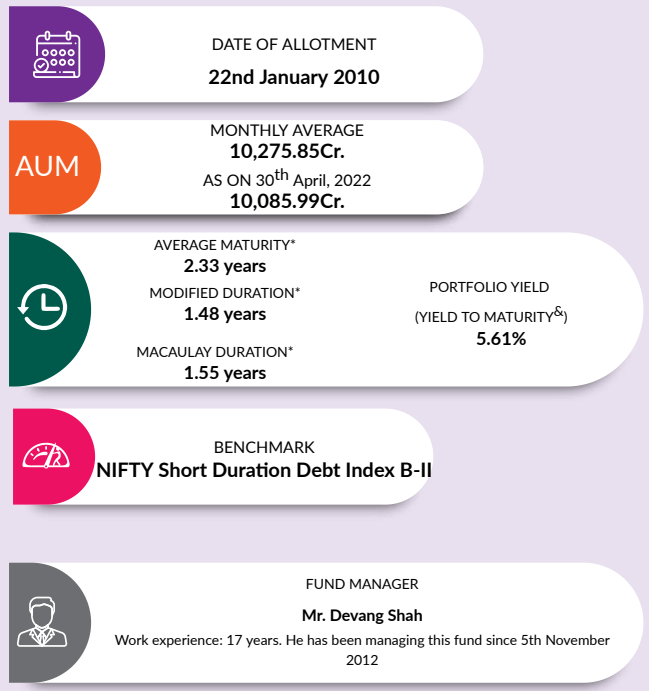 DATE OF ALLOTMENT
22nd January 2010
AUM
MONTHLY AVERAGE
10,275.85Cr.
AS ON 30th April, 2022
10,085.99Cr.
AVERAGE MATURITY*
2.33 years
MODIFIED DURATION*
1.48 years
MACAULAY DURATION*
1.55 years
PORTFOLIO YIELD
(YIELD TO MATURITY&)
5.61%
BENCHMARK
NIFTY Short Duration Debt Index B-II
FUND MANAGER
Mr. Devang Shah
Work experience: 17 years. He has been managing this fund since 5th November
2012